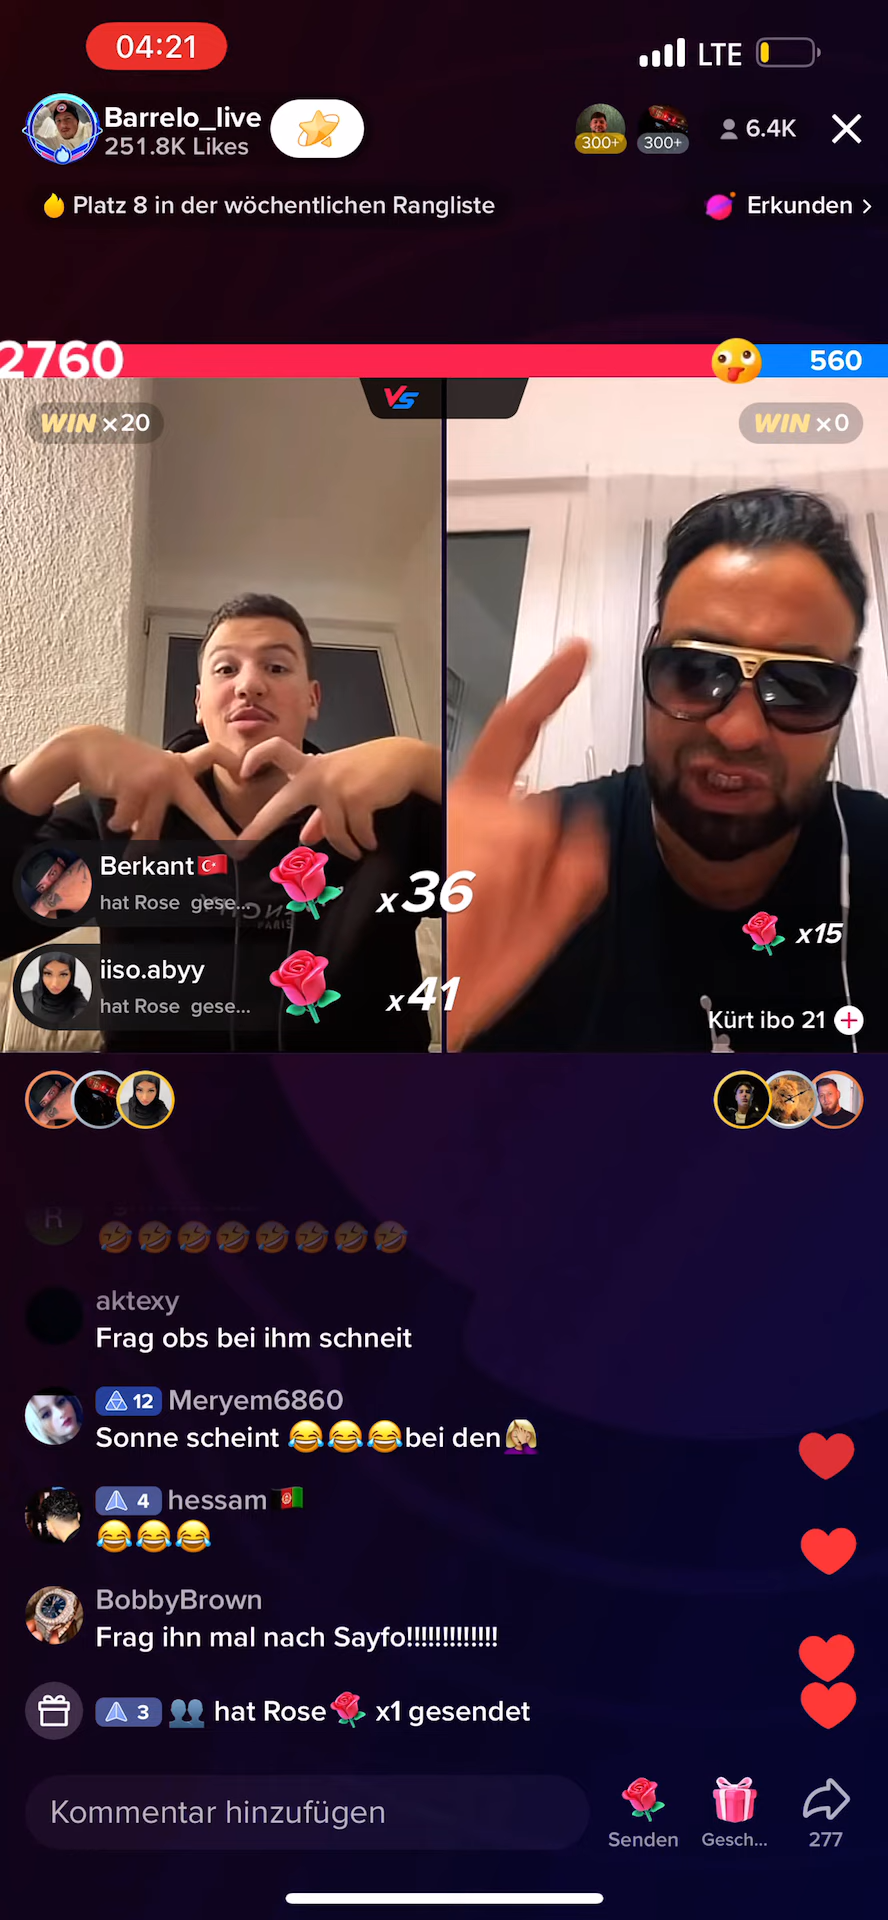 04:21
LTE
Barrelo_live
251.8K Likes
300+
300+
6.4K
Platz 8 in der wöchentlichen Rangliste
Erkunden >
2760
560
VS
WIN x20
WIN x0
Berkant🇹🇷
hat Rose gese...
x36
x15
iiso.abyy
hat Rose gese...
x41
Kürt ibo 21
🤣🤣🤣🤣🤣🤣🤣🤣
aktexy
Frag obs bei ihm schneit
12 Meryem6860
Sonne scheint 😂😂😂bei den🤦🏼‍♀️
4 hessam🇦🇫
😂😂😂
BobbyBrown
Frag ihn mal nach Sayfo!!!!!!!!!!!!!
3 👥 hat Rose🌹 x1 gesendet
Kommentar hinzufügen
Senden
Gesch...
277